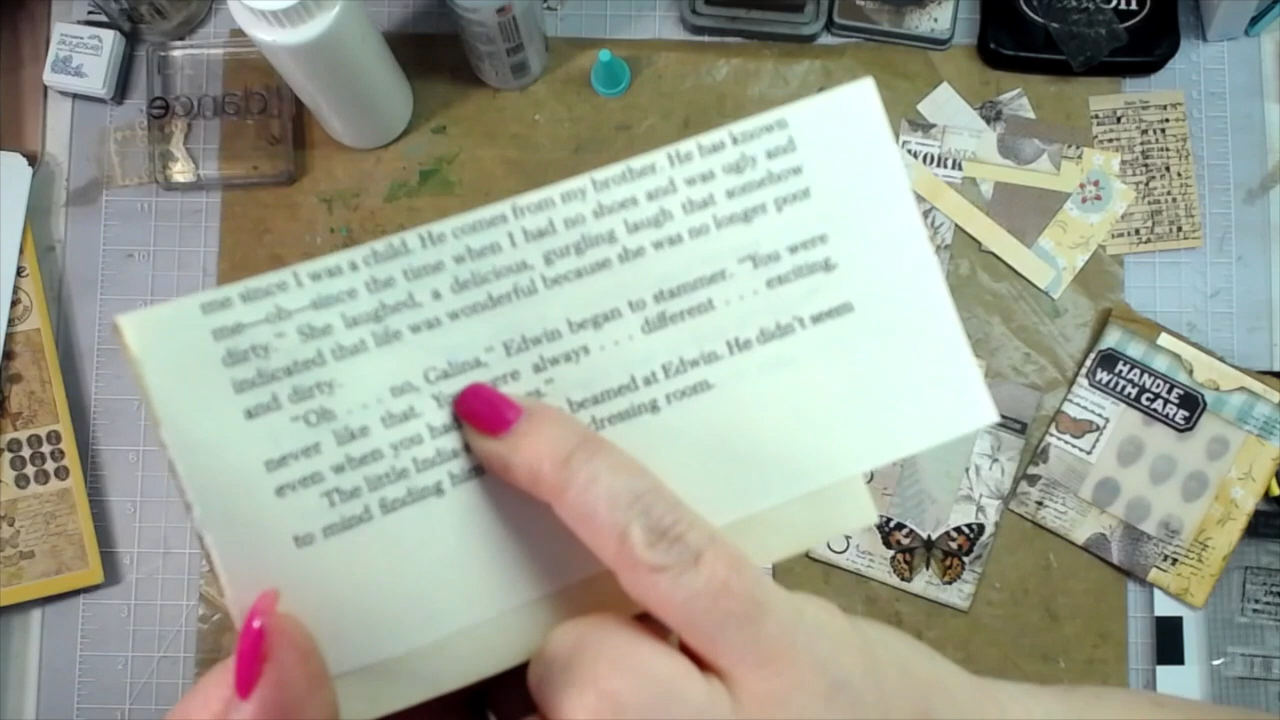 me since I was a child. He comes from my brother. He has known
me—oh—since the time when I had no shoes and was ugly and
dirty." She laughed, a delicious, gurgling laugh that somehow
indicated that life was wonderful because she was no longer poor
and dirty.
"Oh . . . no, Galina," Edwin began to stammer. "You were
never like that. always . . . different . . . exciting,
even when you had
The little beamed at Edwin. He didn't seem
to mind finding dressing room.
HANDLE
WITH CARE
WORK
dance